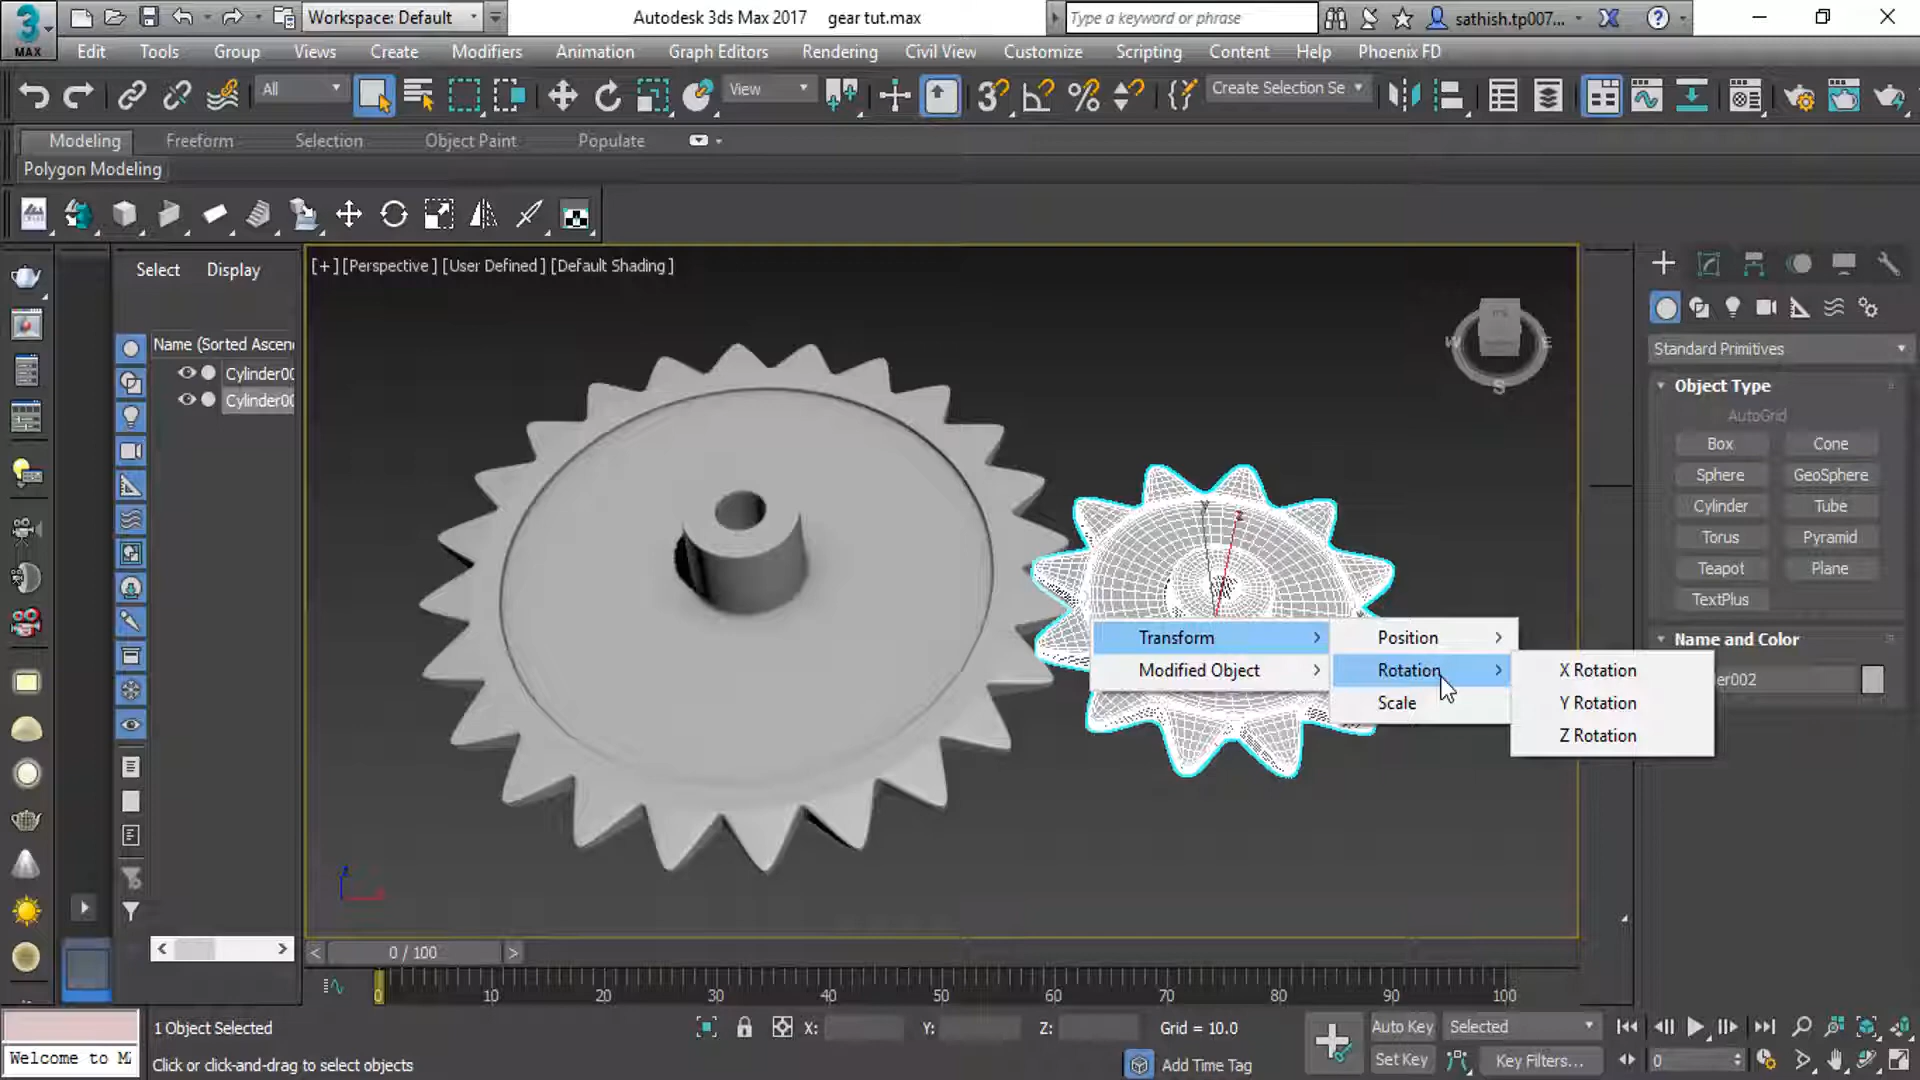 3
MAX
Workspace: Default
Autodesk 3ds Max 2017    gear tut.max
Type a keyword or phrase
sathish.tp007...
Edit Tools Group Views Create Modifiers Animation Graph Editors Rendering Civil View Customize Scripting Content Help Phoenix FD
All
View
Create Selection Se
Modeling Freeform Selection Object Paint Populate
Polygon Modeling
Select Display
Name (Sorted Ascen
Cylinder00
Cylinder00
[+] [Perspective] [User Defined] [Default Shading]
W E
S
y z
Transform
Modified Object
Position
Rotation
Scale
X Rotation
Y Rotation
Z Rotation
Standard Primitives
Object Type
AutoGrid
Box Cone
Sphere GeoSphere
Cylinder Tube
Torus Pyramid
Teapot Plane
TextPlus
Name and Color
er002
< 0 / 100 >
0 10 20 30 40 50 60 70 80 90 100
1 Object Selected
X: Y: Z: Grid = 10.0
Auto Key Selected
Welcome to M
Click or click-and-drag to select objects
Add Time Tag
Set Key Key Filters...
0